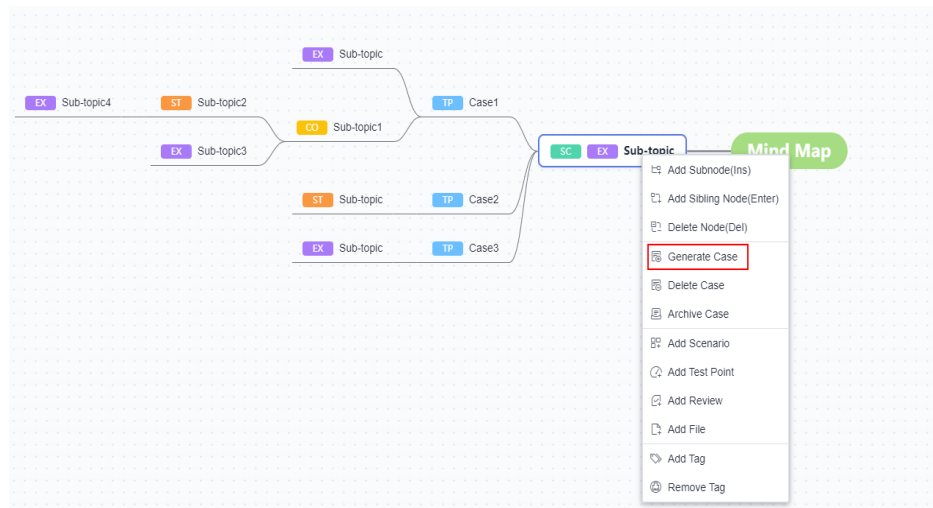 EX Sub-topic
EX Sub-topic4
ST Sub-topic2
TP Case1
CO Sub-topic1
EX Sub-topic3
SC EX Sub-topic
Mind Map
ST Sub-topic
TP Case2
EX Sub-topic
TP Case3
Add Subnode(Ins)
Add Sibling Node(Enter)
Delete Node(Del)
Generate Case
Delete Case
Archive Case
Add Scenario
Add Test Point
Add Review
Add File
Add Tag
Remove Tag